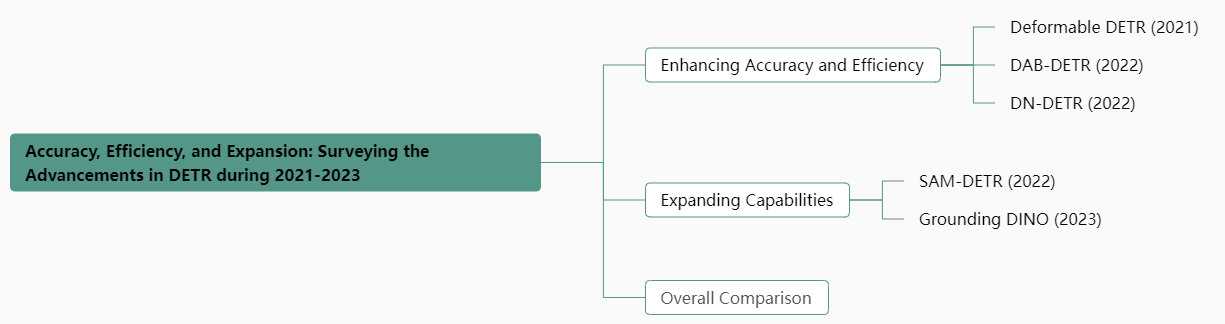 Accuracy, Efficiency, and Expansion: Surveying the
Advancements in DETR during 2021-2023
Enhancing Accuracy and Efficiency
Deformable DETR (2021)
DAB-DETR (2022)
DN-DETR (2022)
Expanding Capabilities
SAM-DETR (2022)
Grounding DINO (2023)
Overall Comparison